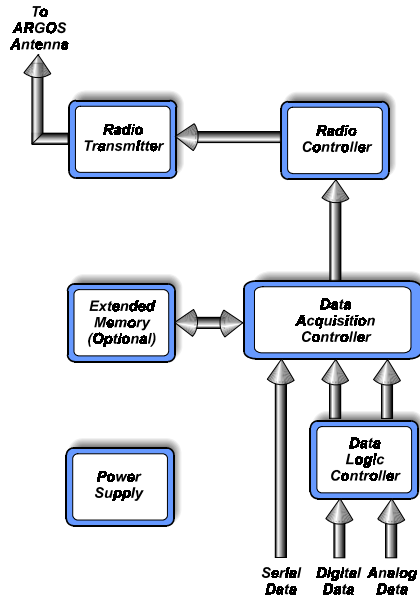 To
ARGOS
Antenna
Radio
Transmitter
Radio
Controller
Extended
Memory
(Optional)
Data
Acquisition
Controller
Data
Logic
Controller
Power
Supply
Serial
Data
Digital
Data
Analog
Data